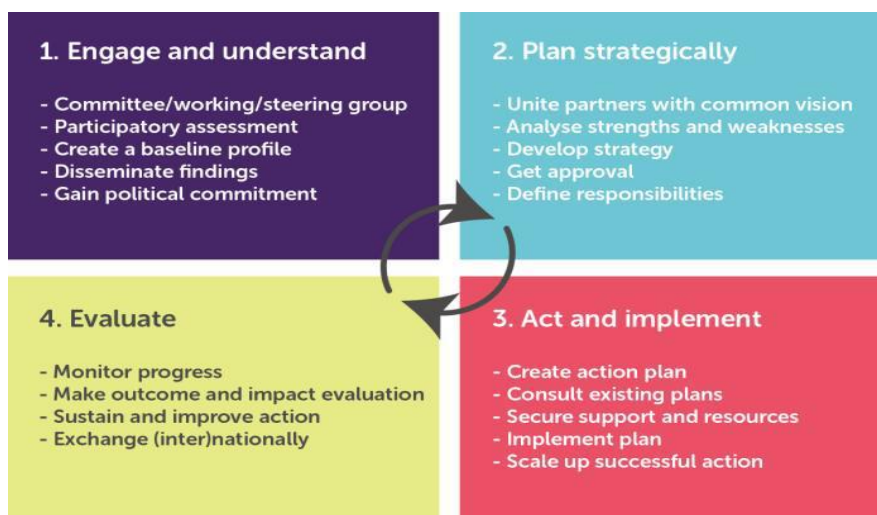 1. Engage and understand
- Committee/working/steering group
- Participatory assessment
- Create a baseline profile
- Disseminate findings
- Gain political commitment
2. Plan strategically
- Unite partners with common vision
- Analyse strengths and weaknesses
- Develop strategy
- Get approval
- Define responsibilities
3. Act and implement
- Create action plan
- Consult existing plans
- Secure support and resources
- Implement plan
- Scale up successful action
4. Evaluate
- Monitor progress
- Make outcome and impact evaluation
- Sustain and improve action
- Exchange (inter)nationally